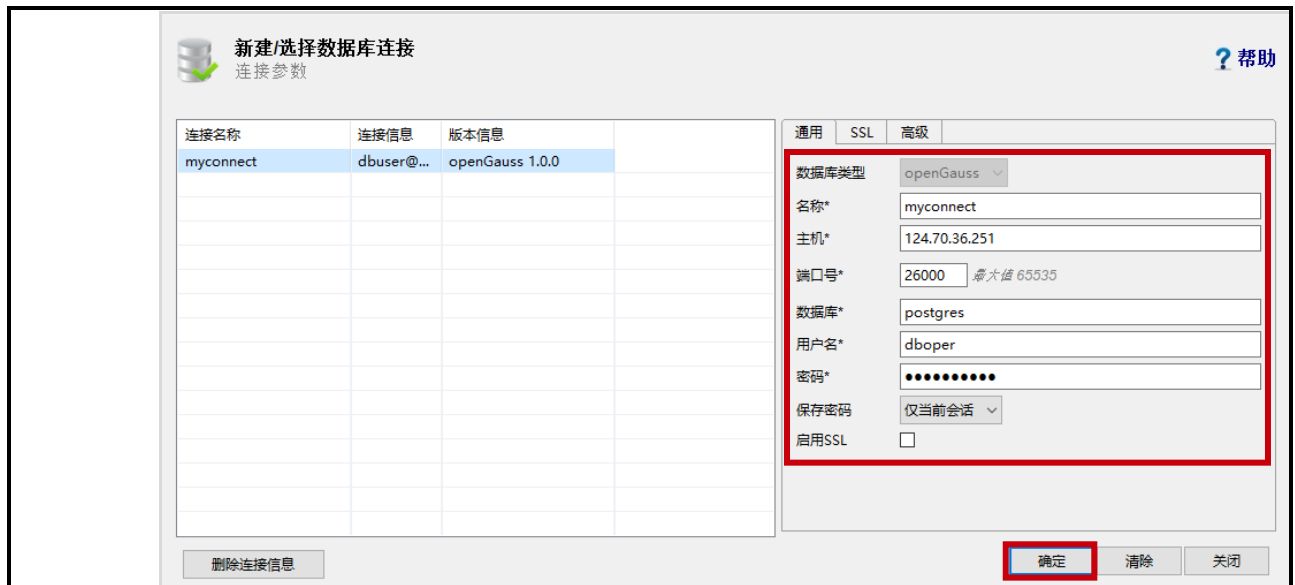 新建/选择数据库连接
连接参数
?帮助
连接名称 连接信息 版本信息
myconnect dbuser@... openGauss 1.0.0
通用 SSL 高级
数据库类型 openGauss
名称* myconnect
主机* 124.70.36.251
端口号* 26000 最大值 65535
数据库* postgres
用户名* dboper
密码* ●●●●●●●●●●
保存密码 仅当前会话
启用SSL
删除连接信息 确定 清除 关闭